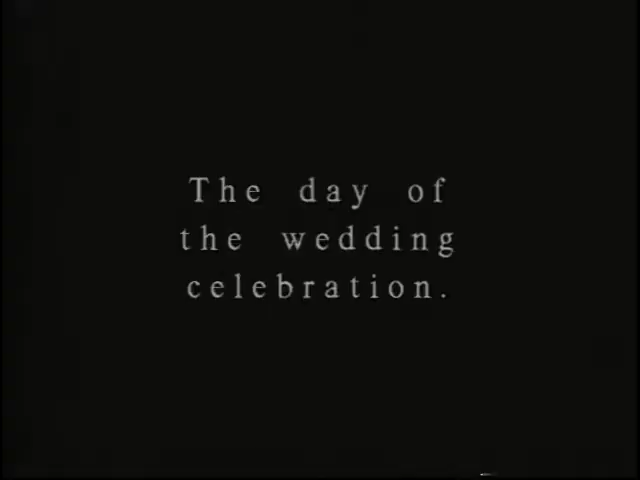 The day of
the wedding
celebration.